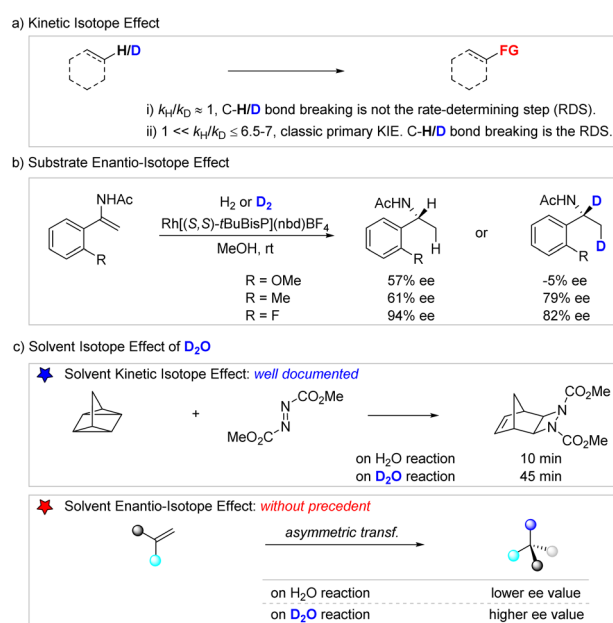 a) Kinetic Isotope Effect
H/D
FG
i) kH/kD ≈ 1, C-H/D bond breaking is not the rate-determining step (RDS).
ii) 1 << kH/kD ≤ 6.5-7, classic primary KIE. C-H/D bond breaking is the RDS.
b) Substrate Enantio-Isotope Effect
NHAc
R
H2 or D2
Rh[(S,S)-tBuBisP](nbd)BF4
MeOH, rt
AcHN
H
H
R
or
AcHN
D
D
R
R = OMe 57% ee -5% ee
R = Me 61% ee 79% ee
R = F 94% ee 82% ee
c) Solvent Isotope Effect of D2O
Solvent Kinetic Isotope Effect: well documented
+
CO2Me
N
N
MeO2C
CO2Me
N
N
CO2Me
on H2O reaction 10 min
on D2O reaction 45 min
Solvent Enantio-Isotope Effect: without precedent
asymmetric transf.
on H2O reaction lower ee value
on D2O reaction higher ee value